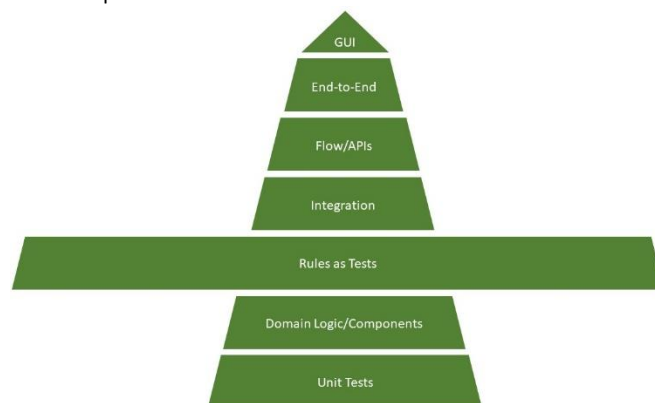 GUI
End-to-End
Flow/APIs
Integration
Rules as Tests
Domain Logic/Components
Unit Tests